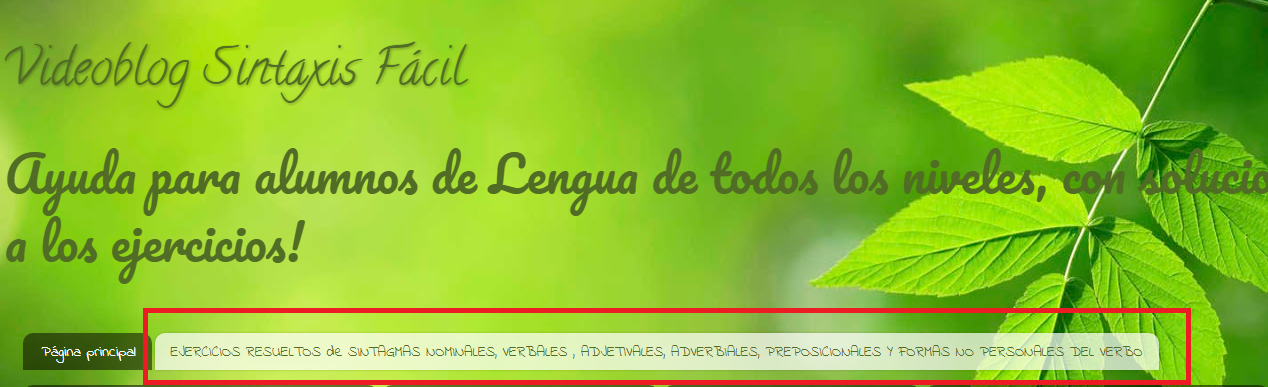 Videoblog Sintaxis Fácil
Ayuda para alumnos de Lengua de todos los niveles, con solucio
a los ejercicios!
Página principal
EJERCICIOS RESUELTOS de SINTAGMAS NOMINALES, VERBALES , ADJETIVALES, ADVERBIALES, PREPOSICIONALES Y FORMAS NO PERSONALES DEL VERBO